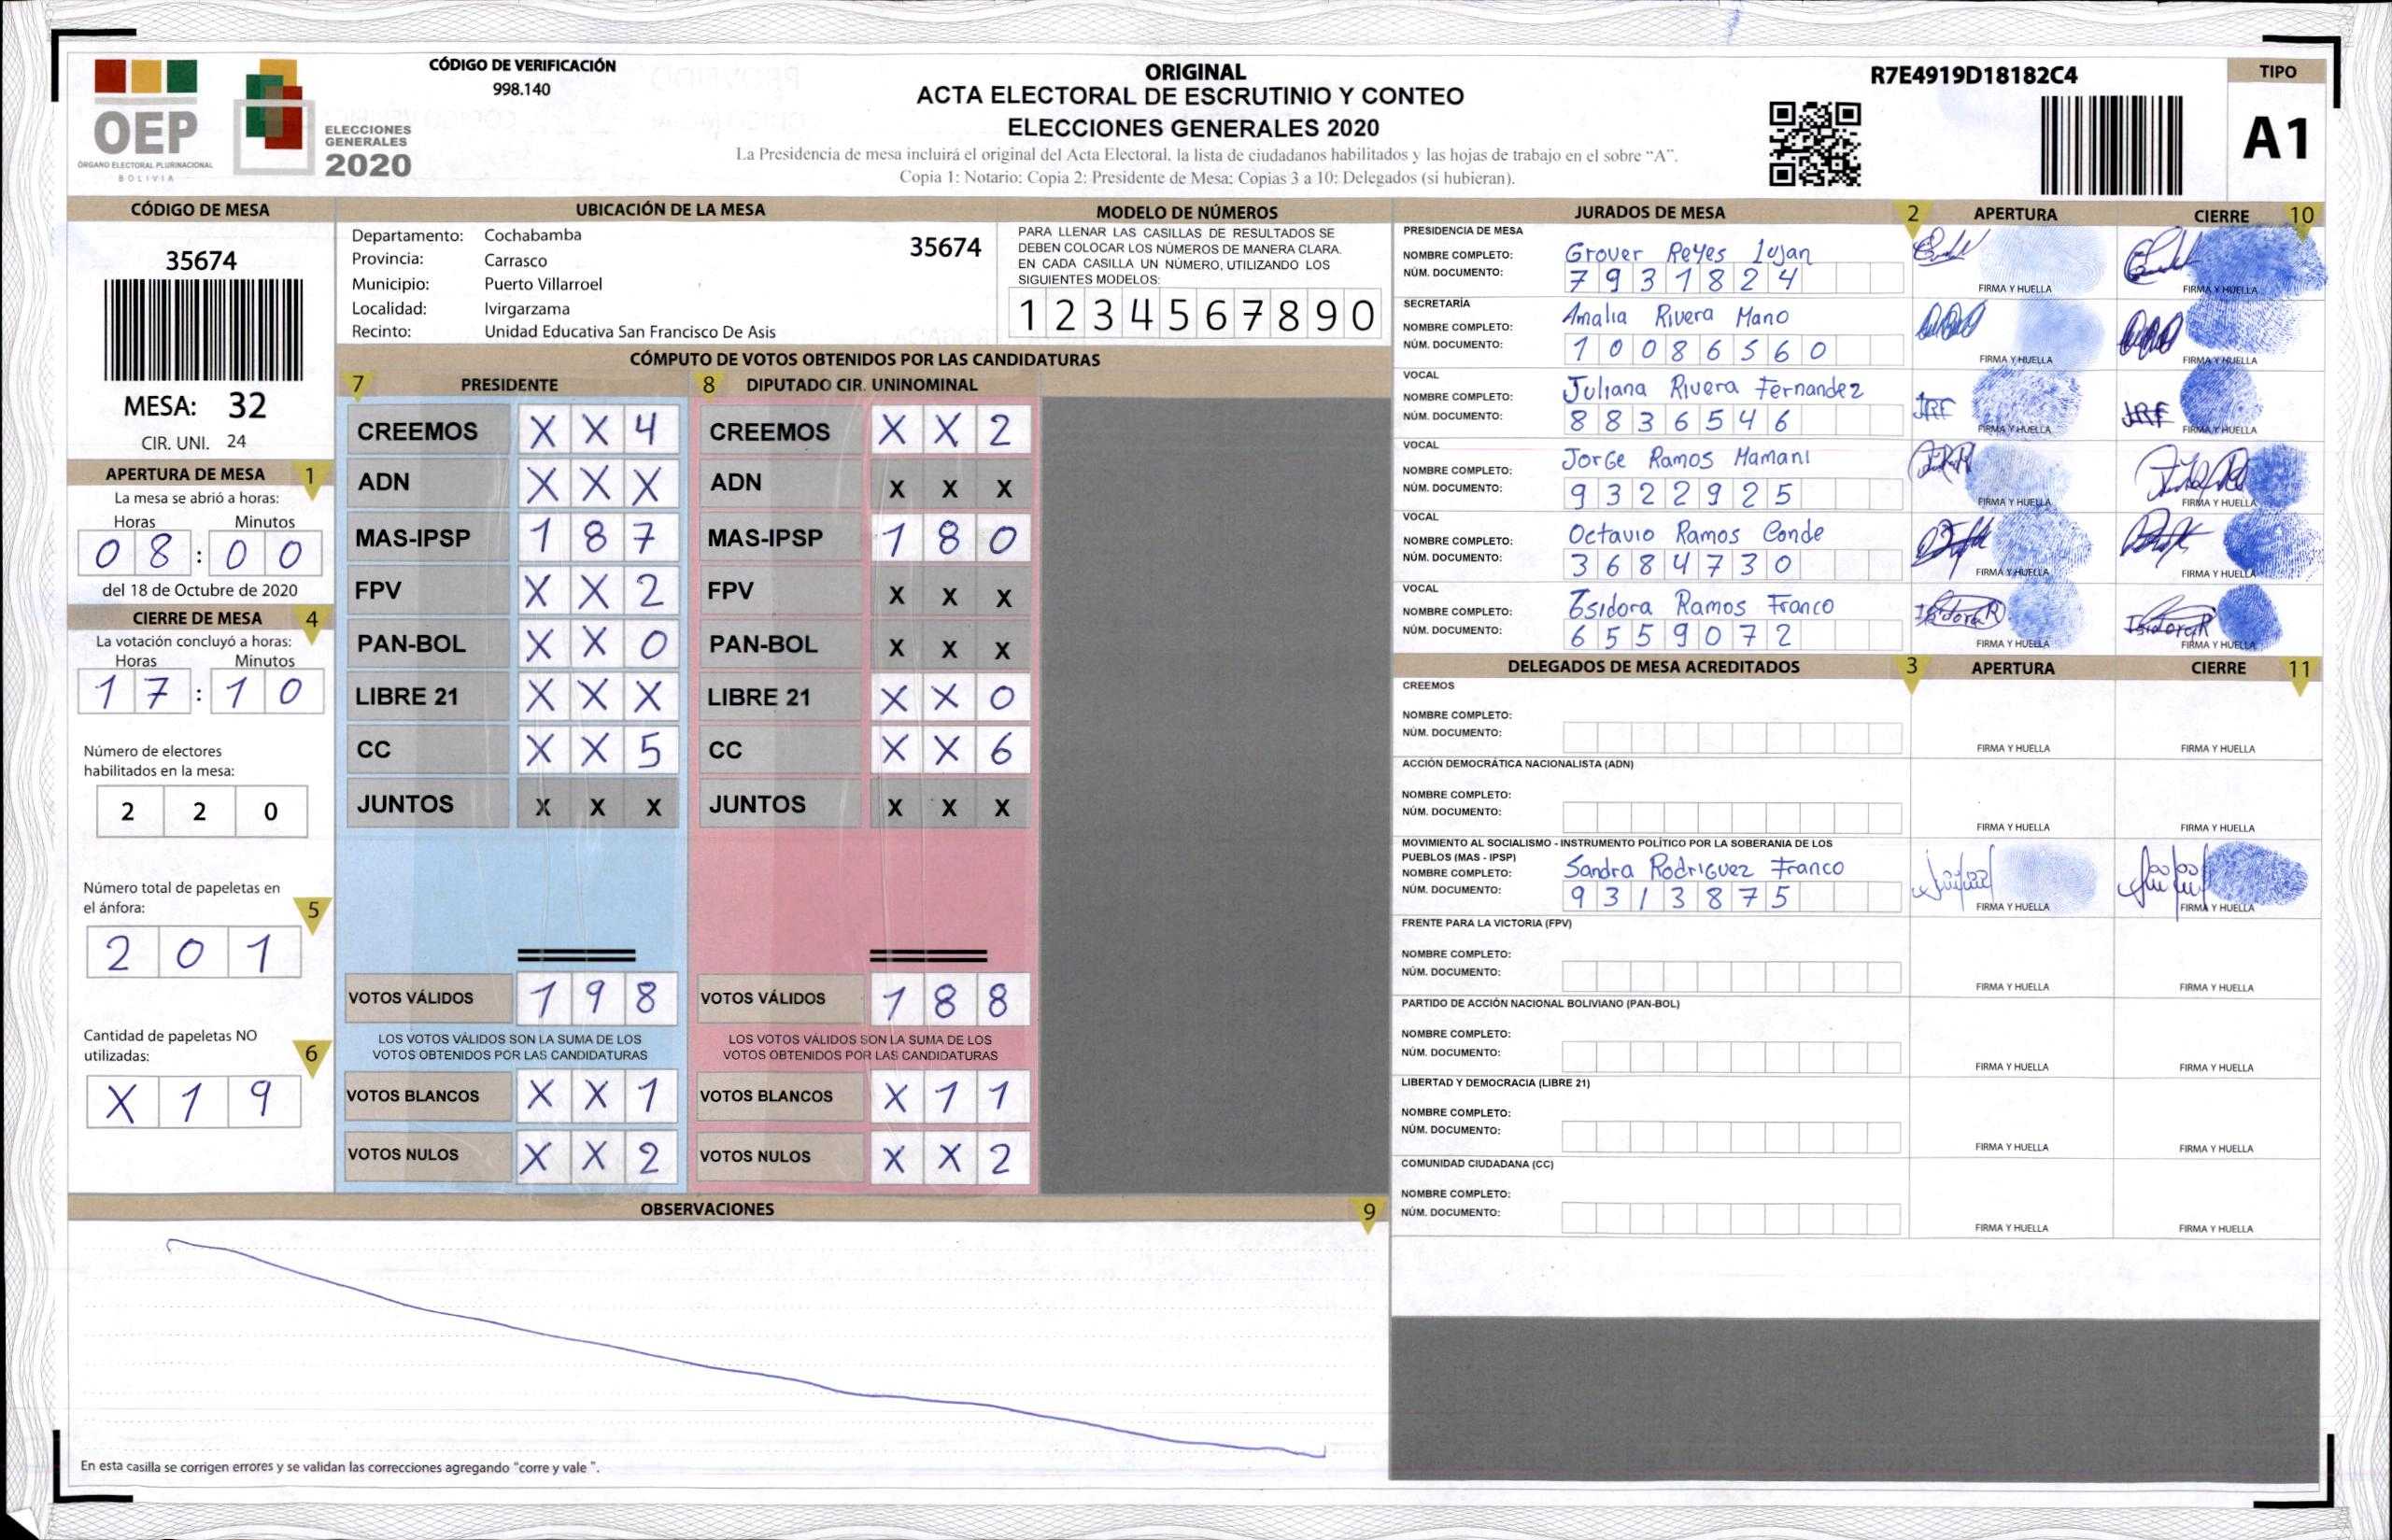 CÓDIGO DE VERIFICACIÓN
998.140
OEP
ÓRGANO ELECTORAL PLURINACIONAL
BOLIVIA
ELECCIONES
GENERALES
2020
ORIGINAL
ACTA ELECTORAL DE ESCRUTINIO Y CONTEO
ELECCIONES GENERALES 2020
La Presidencia de mesa incluirá el original del Acta Electoral, la lista de ciudadanos habilitados y las hojas de trabajo en el sobre “A”.
Copia 1: Notario; Copia 2: Presidente de Mesa; Copias 3 a 10: Delegados (si hubieran).
R7E4919D18182C4
TIPO
A1
CÓDIGO DE MESA
35674
MESA: 32
CIR. UNI. 24
APERTURA DE MESA 1
La mesa se abrió a horas:
Horas Minutos
0 8 : 0 0
del 18 de Octubre de 2020
CIERRE DE MESA 4
La votación concluyó a horas:
Horas Minutos
1 7 : 1 0
Número de electores
habilitados en la mesa:
2 2 0
Número total de papeletas en
el ánfora: 5
2 0 1
Cantidad de papeletas NO
utilizadas: 6
X 1 9
UBICACIÓN DE LA MESA
Departamento: Cochabamba 35674
Provincia: Carrasco
Municipio: Puerto Villarroel
Localidad: Ivirgarzama
Recinto: Unidad Educativa San Francisco De Asis
MODELO DE NÚMEROS
PARA LLENAR LAS CASILLAS DE RESULTADOS SE
DEBEN COLOCAR LOS NÚMEROS DE MANERA CLARA.
EN CADA CASILLA UN NÚMERO, UTILIZANDO LOS
SIGUIENTES MODELOS:
1 2 3 4 5 6 7 8 9 0
CÓMPUTO DE VOTOS OBTENIDOS POR LAS CANDIDATURAS
7 PRESIDENTE 8 DIPUTADO CIR. UNINOMINAL
CREEMOS X X 4 CREEMOS X X 2
ADN X X X ADN X X X
MAS-IPSP 1 8 7 MAS-IPSP 1 8 0
FPV X X 2 FPV X X X
PAN-BOL X X 0 PAN-BOL X X X
LIBRE 21 X X X LIBRE 21 X X 0
CC X X 5 CC X X 6
JUNTOS X X X JUNTOS X X X
VOTOS VÁLIDOS 1 9 8 VOTOS VÁLIDOS 1 8 8
LOS VOTOS VÁLIDOS SON LA SUMA DE LOS LOS VOTOS VÁLIDOS SON LA SUMA DE LOS
VOTOS OBTENIDOS POR LAS CANDIDATURAS VOTOS OBTENIDOS POR LAS CANDIDATURAS
VOTOS BLANCOS X X 1 VOTOS BLANCOS X 1 1
VOTOS NULOS X X 2 VOTOS NULOS X X 2
OBSERVACIONES 9
En esta casilla se corrigen errores y se validan las correcciones agregando "corre y vale ".
JURADOS DE MESA 2 APERTURA CIERRE 10
PRESIDENCIA DE MESA
NOMBRE COMPLETO: Grover Reyes Lujan
NÚM. DOCUMENTO: 7 9 3 1 8 2 4 FIRMA Y HUELLA FIRMA Y HUELLA
SECRETARÍA
NOMBRE COMPLETO: Amalia Rivera Mano
NÚM. DOCUMENTO: 1 0 0 8 6 5 6 0 FIRMA Y HUELLA FIRMA Y HUELLA
VOCAL
NOMBRE COMPLETO: Juliana Rivera Fernandez
NÚM. DOCUMENTO: 8 8 3 6 5 4 6 JRF FIRMA Y HUELLA JRF FIRMA Y HUELLA
VOCAL
NOMBRE COMPLETO: Jorge Ramos Mamani
NÚM. DOCUMENTO: 9 3 2 2 9 2 5 FIRMA Y HUELLA FIRMA Y HUELLA
VOCAL
NOMBRE COMPLETO: Octavio Ramos Conde
NÚM. DOCUMENTO: 3 6 8 4 7 3 0 FIRMA Y HUELLA FIRMA Y HUELLA
VOCAL
NOMBRE COMPLETO: Isidora Ramos Franco
NÚM. DOCUMENTO: 6 5 5 9 0 7 2 IsidoraR FIRMA Y HUELLA IsidoraR FIRMA Y HUELLA
DELEGADOS DE MESA ACREDITADOS 3 APERTURA CIERRE 11
CREEMOS
NOMBRE COMPLETO:
NÚM. DOCUMENTO: FIRMA Y HUELLA FIRMA Y HUELLA
ACCIÓN DEMOCRÁTICA NACIONALISTA (ADN)
NOMBRE COMPLETO:
NÚM. DOCUMENTO: FIRMA Y HUELLA FIRMA Y HUELLA
MOVIMIENTO AL SOCIALISMO - INSTRUMENTO POLÍTICO POR LA SOBERANIA DE LOS
PUEBLOS (MAS - IPSP)
NOMBRE COMPLETO: Sandra Rodriguez Franco
NÚM. DOCUMENTO: 9 3 1 3 8 7 5 FIRMA Y HUELLA FIRMA Y HUELLA
FRENTE PARA LA VICTORIA (FPV)
NOMBRE COMPLETO:
NÚM. DOCUMENTO: FIRMA Y HUELLA FIRMA Y HUELLA
PARTIDO DE ACCIÓN NACIONAL BOLIVIANO (PAN-BOL)
NOMBRE COMPLETO:
NÚM. DOCUMENTO: FIRMA Y HUELLA FIRMA Y HUELLA
LIBERTAD Y DEMOCRACIA (LIBRE 21)
NOMBRE COMPLETO:
NÚM. DOCUMENTO: FIRMA Y HUELLA FIRMA Y HUELLA
COMUNIDAD CIUDADANA (CC)
NOMBRE COMPLETO:
NÚM. DOCUMENTO: FIRMA Y HUELLA FIRMA Y HUELLA